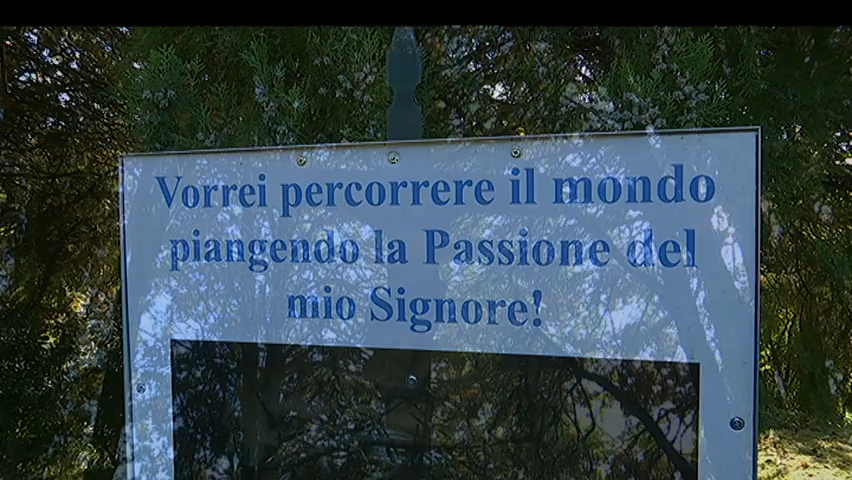 Vorrei percorrere il mondo
piangendo la Passione del
mio Signore!